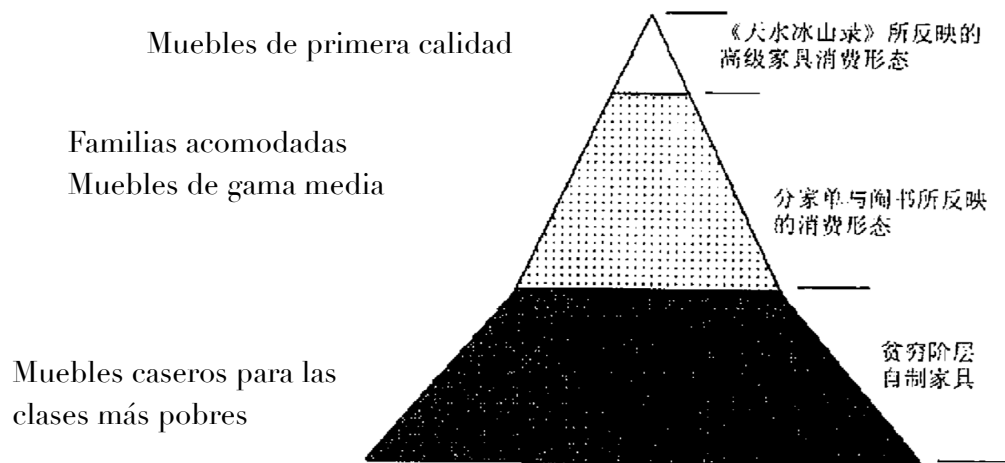 Muebles de primera calidad
《天水冰山录》所反映的
高级家具消费形态
Familias acomodadas
Muebles de gama media
分家单与阄书所反映
的消费形态
Muebles caseros para las
clases más pobres
贫穷阶层
自制家具